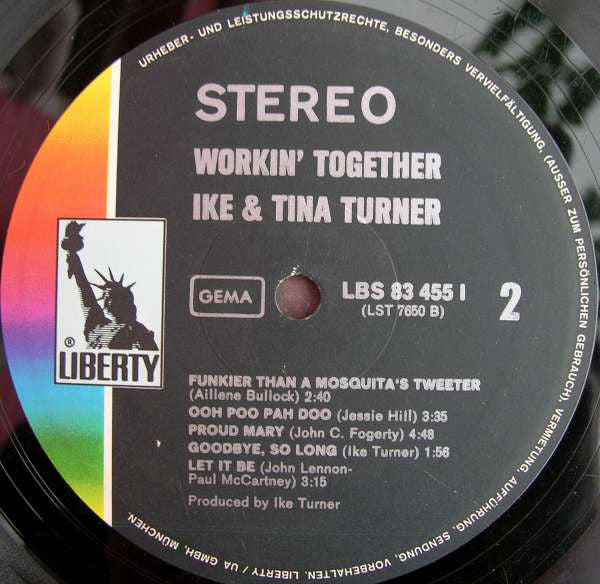 URHEBER- UND LEISTUNGSSCHUTZRECHTE, BESONDERS VERVIELFÄLTIGUNG, (AUSSER ZUM PERSÖNLICHEN GEBRAUCH), VERMIETUNG, AUFFÜHRUNG, SENDUNG, VORBEHALTEN. LIBERTY / UA GMBH, MÜNCHEN.
STEREO
WORKIN' TOGETHER
IKE & TINA TURNER
GEMA
LBS 83 455 I
(LST 7650 B)
2
® LIBERTY
FUNKIER THAN A MOSQUITA'S TWEETER
(Aillene Bullock) 2:40
OOH POO PAH DOO (Jessie Hill) 3:35
PROUD MARY (John C. Fogerty) 4:48
GOODBYE, SO LONG (Ike Turner) 1:56
LET IT BE (John Lennon-
Paul McCartney) 3:15
Produced by Ike Turner